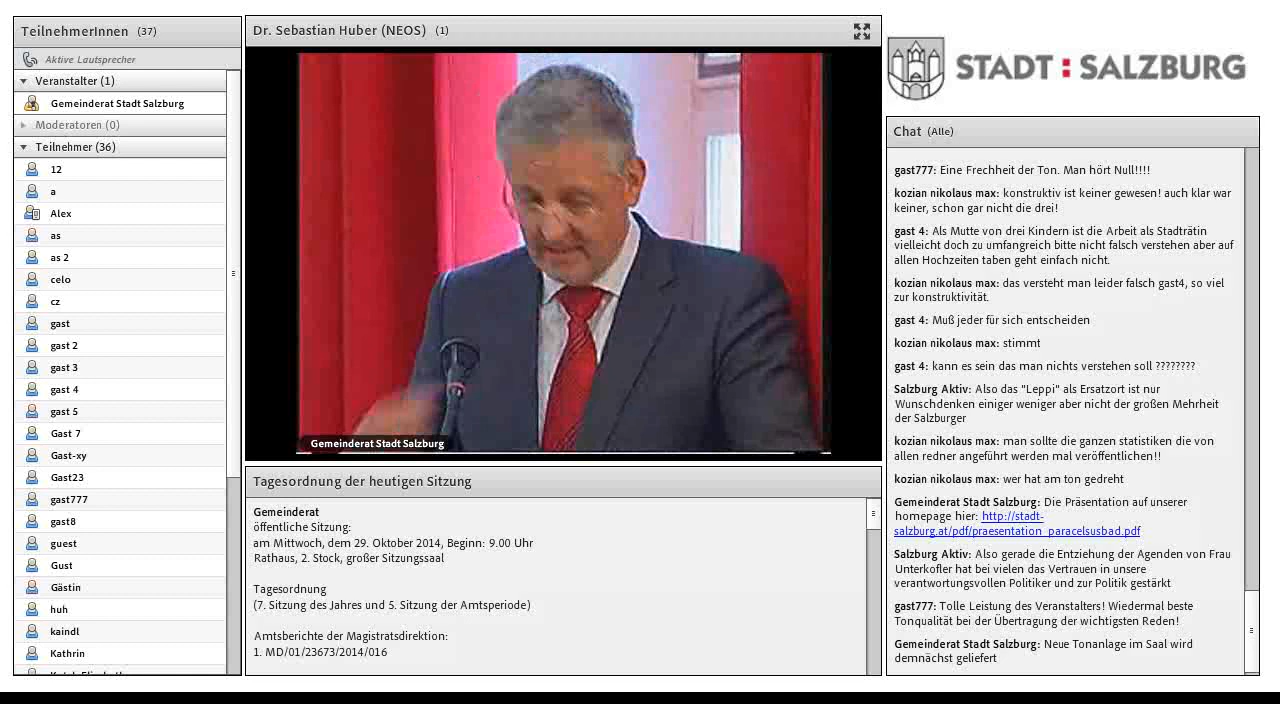 TeilnehmerInnen (37)
Aktive Lautsprecher
Veranstalter (1)
Gemeinderat Stadt Salzburg
Moderatoren (0)
Teilnehmer (36)
12
a
Alex
as
as 2
celo
cz
gast
gast 2
gast 3
gast 4
gast 5
Gast 7
Gast-xy
Gast23
gast777
gast8
guest
Gust
Gästin
huh
kaindl
Kathrin
Dr. Sebastian Huber (NEOS) (1)
Gemeinderat Stadt Salzburg
Tagesordnung der heutigen Sitzung
Gemeinderat
öffentliche Sitzung:
am Mittwoch, dem 29. Oktober 2014, Beginn: 9.00 Uhr
Rathaus, 2. Stock, großer Sitzungssaal
Tagesordnung
(7. Sitzung des Jahres und 5. Sitzung der Amtsperiode)
Amtsberichte der Magistratsdirektion:
1. MD/01/23673/2014/016
STADT : SALZBURG
Chat (Alle)
gast777: Eine Frechheit der Ton. Man hört Null!!!!
kozian nikolaus max: konstruktiv ist keiner gewesen! auch klar war
keiner, schon gar nicht die drei!
gast 4: Als Mutte von drei Kindern ist die Arbeit als Stadträtin
vielleicht doch zu umfangreich bitte nicht falsch verstehen aber auf
allen Hochzeiten taben geht einfach nicht.
kozian nikolaus max: das versteht man leider falsch gast4, so viel
zur konstruktivität.
gast 4: Muß jeder für sich entscheiden
kozian nikolaus max: stimmt
gast 4: kann es sein das man nichts verstehen soll ????????
Salzburg Aktiv: Also das "Leppi" als Ersatzort ist nur
Wunschdenken einiger weniger aber nicht der großen Mehrheit
der Salzburger
kozian nikolaus max: man sollte die ganzen statistiken die von
allen redner angeführt werden mal veröffentlichen!!
kozian nikolaus max: wer hat am ton gedreht
Gemeinderat Stadt Salzburg: Die Präsentation auf unserer
homepage hier: http://stadt-
salzburg.at/pdf/praesentation_paracelsusbad.pdf
Salzburg Aktiv: Also gerade die Entziehung der Agenden von Frau
Unterkofler hat bei vielen das Vertrauen in unsere
verantwortungsvollen Politiker und zur Politik gestärkt
gast777: Tolle Leistung des Veranstalters! Wiedermal beste
Tonqualität bei der Übertragung der wichtigsten Reden!
Gemeinderat Stadt Salzburg: Neue Tonanlage im Saal wird
demnächst geliefert